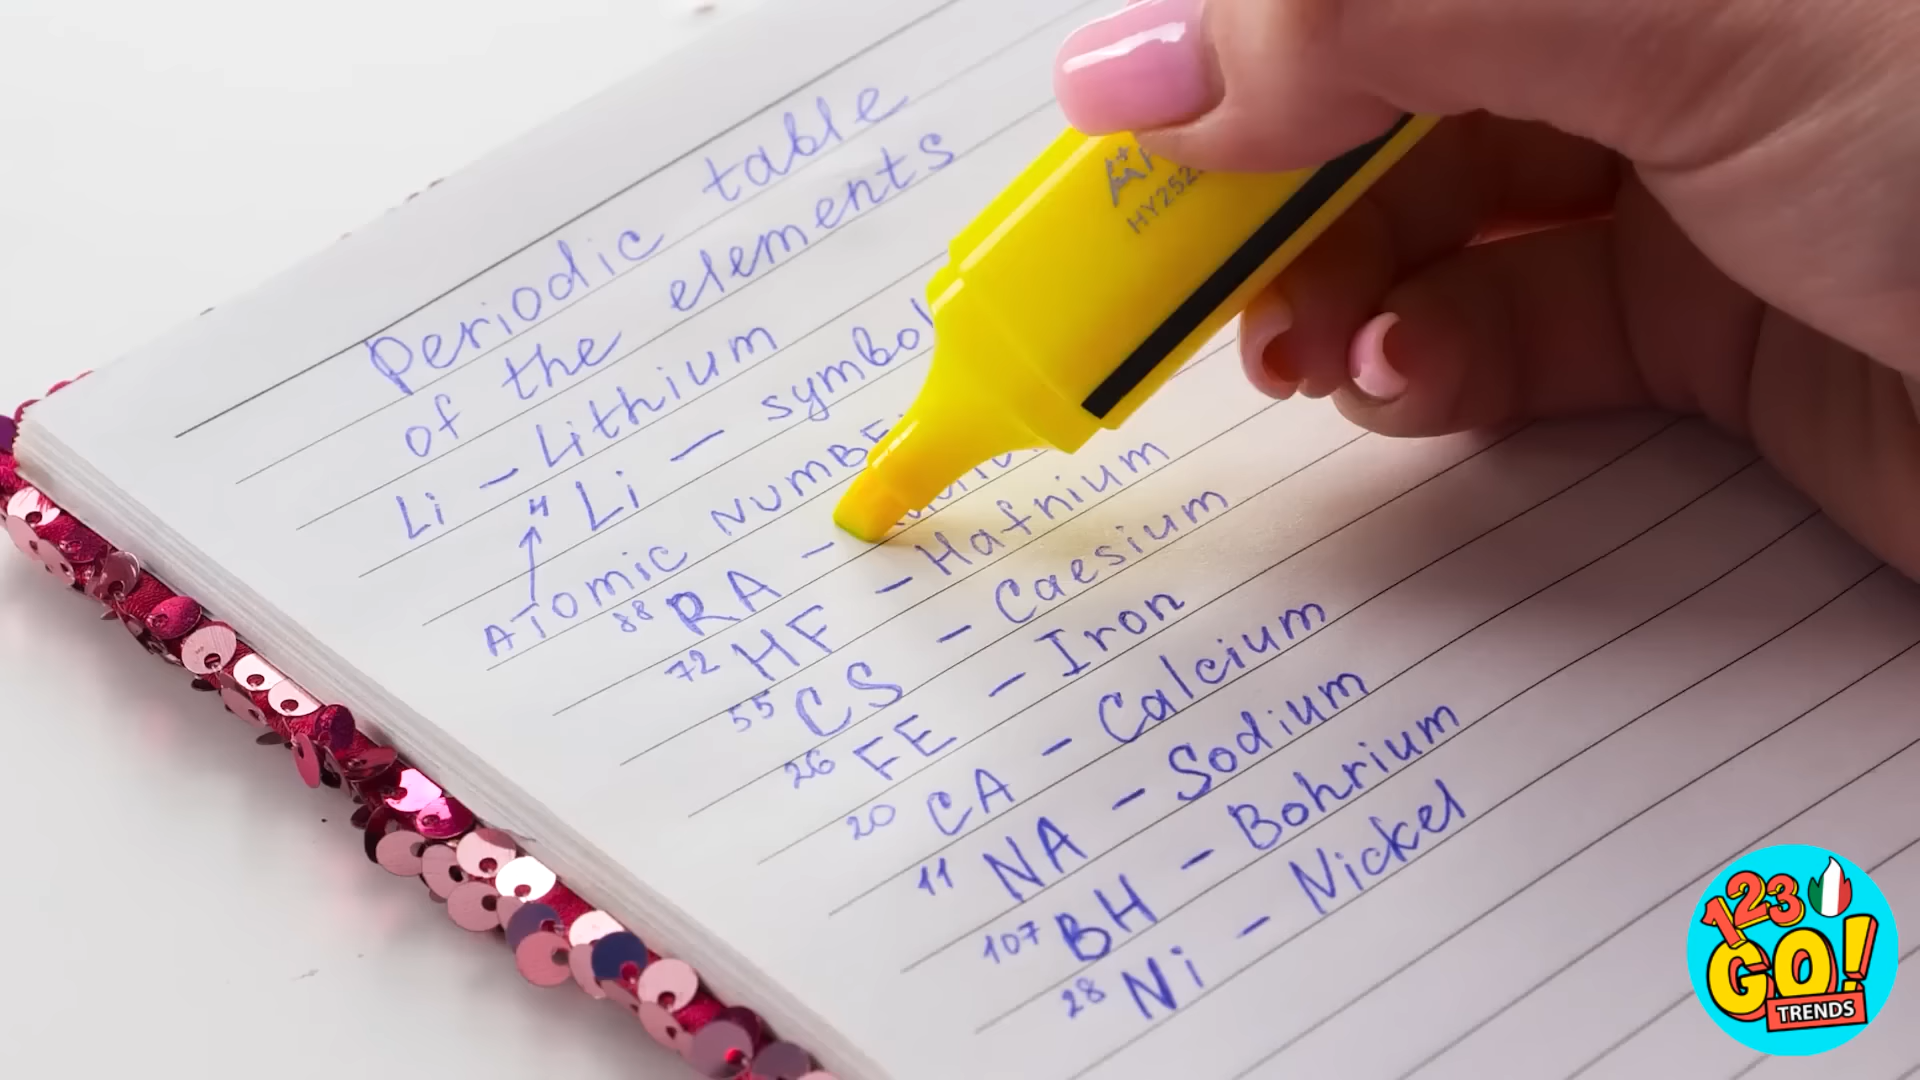 Periodic table
of the elements
Li - Lithium
4 Li - symbol
ATOMIC NUMBE
88 RA -
72 HF - Hafnium
55 CS - Caesium
26 FE - Iron
20 CA - Calcium
11 NA - Sodium
107 BH - Bohrium
28 Ni - Nickel
HY252
123
GO!
TRENDS